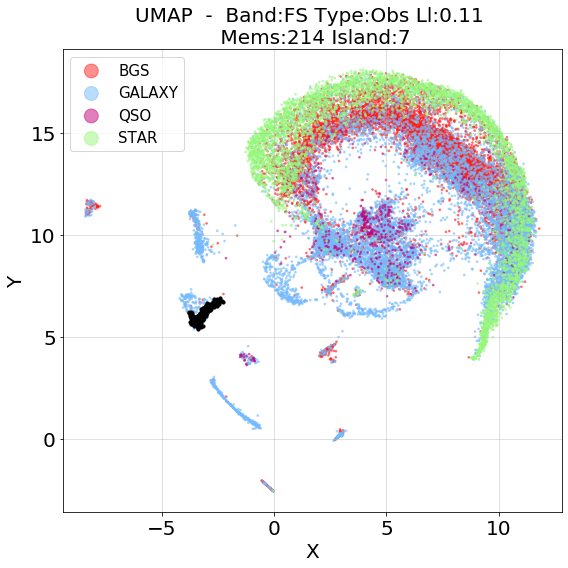 UMAP - Band:FS Type:Obs Ll:0.11
Mems:214 Island:7
BGS
GALAXY
QSO
STAR
15
10
5
0
Y
−5
0
5
10
X